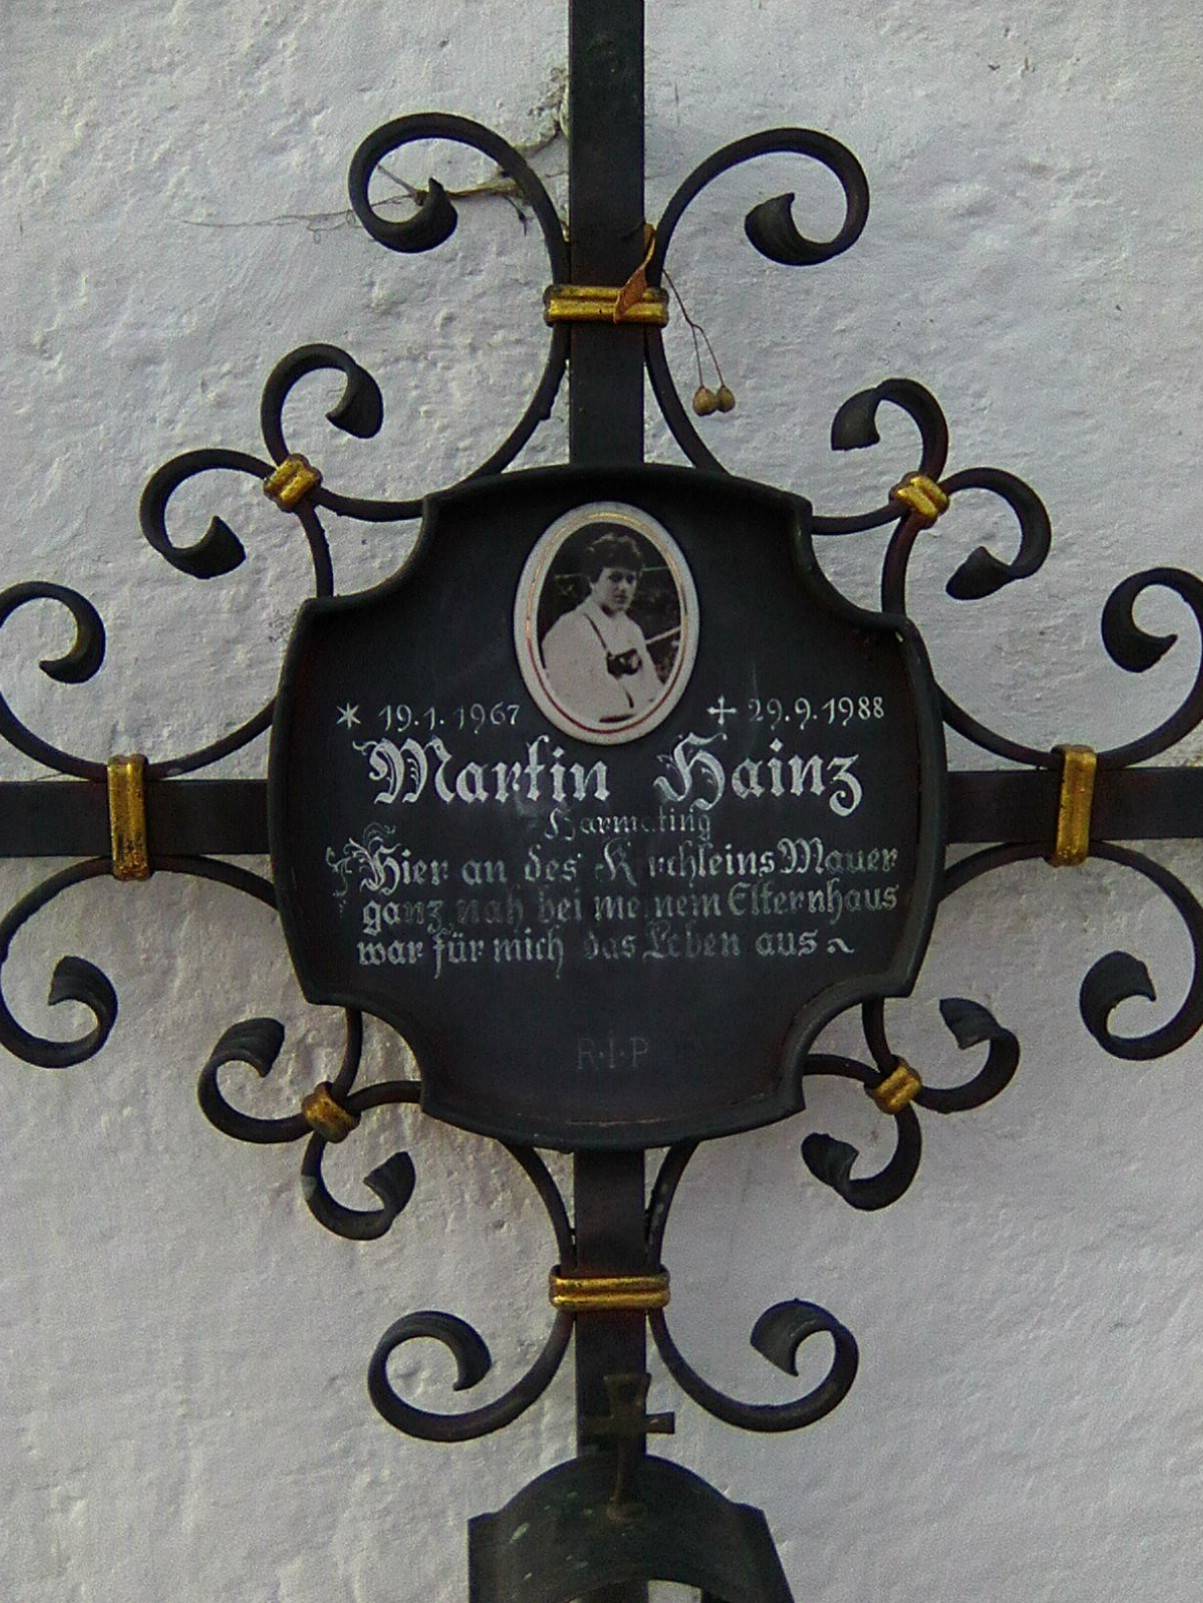 * 19.1.1967 ✝ 29.9.1988
Martin Hainz
Harmating
Hier an des Kirchleins Mauer
ganz nah bei meinem Elternhaus
war für mich das Leben aus
R·I·P